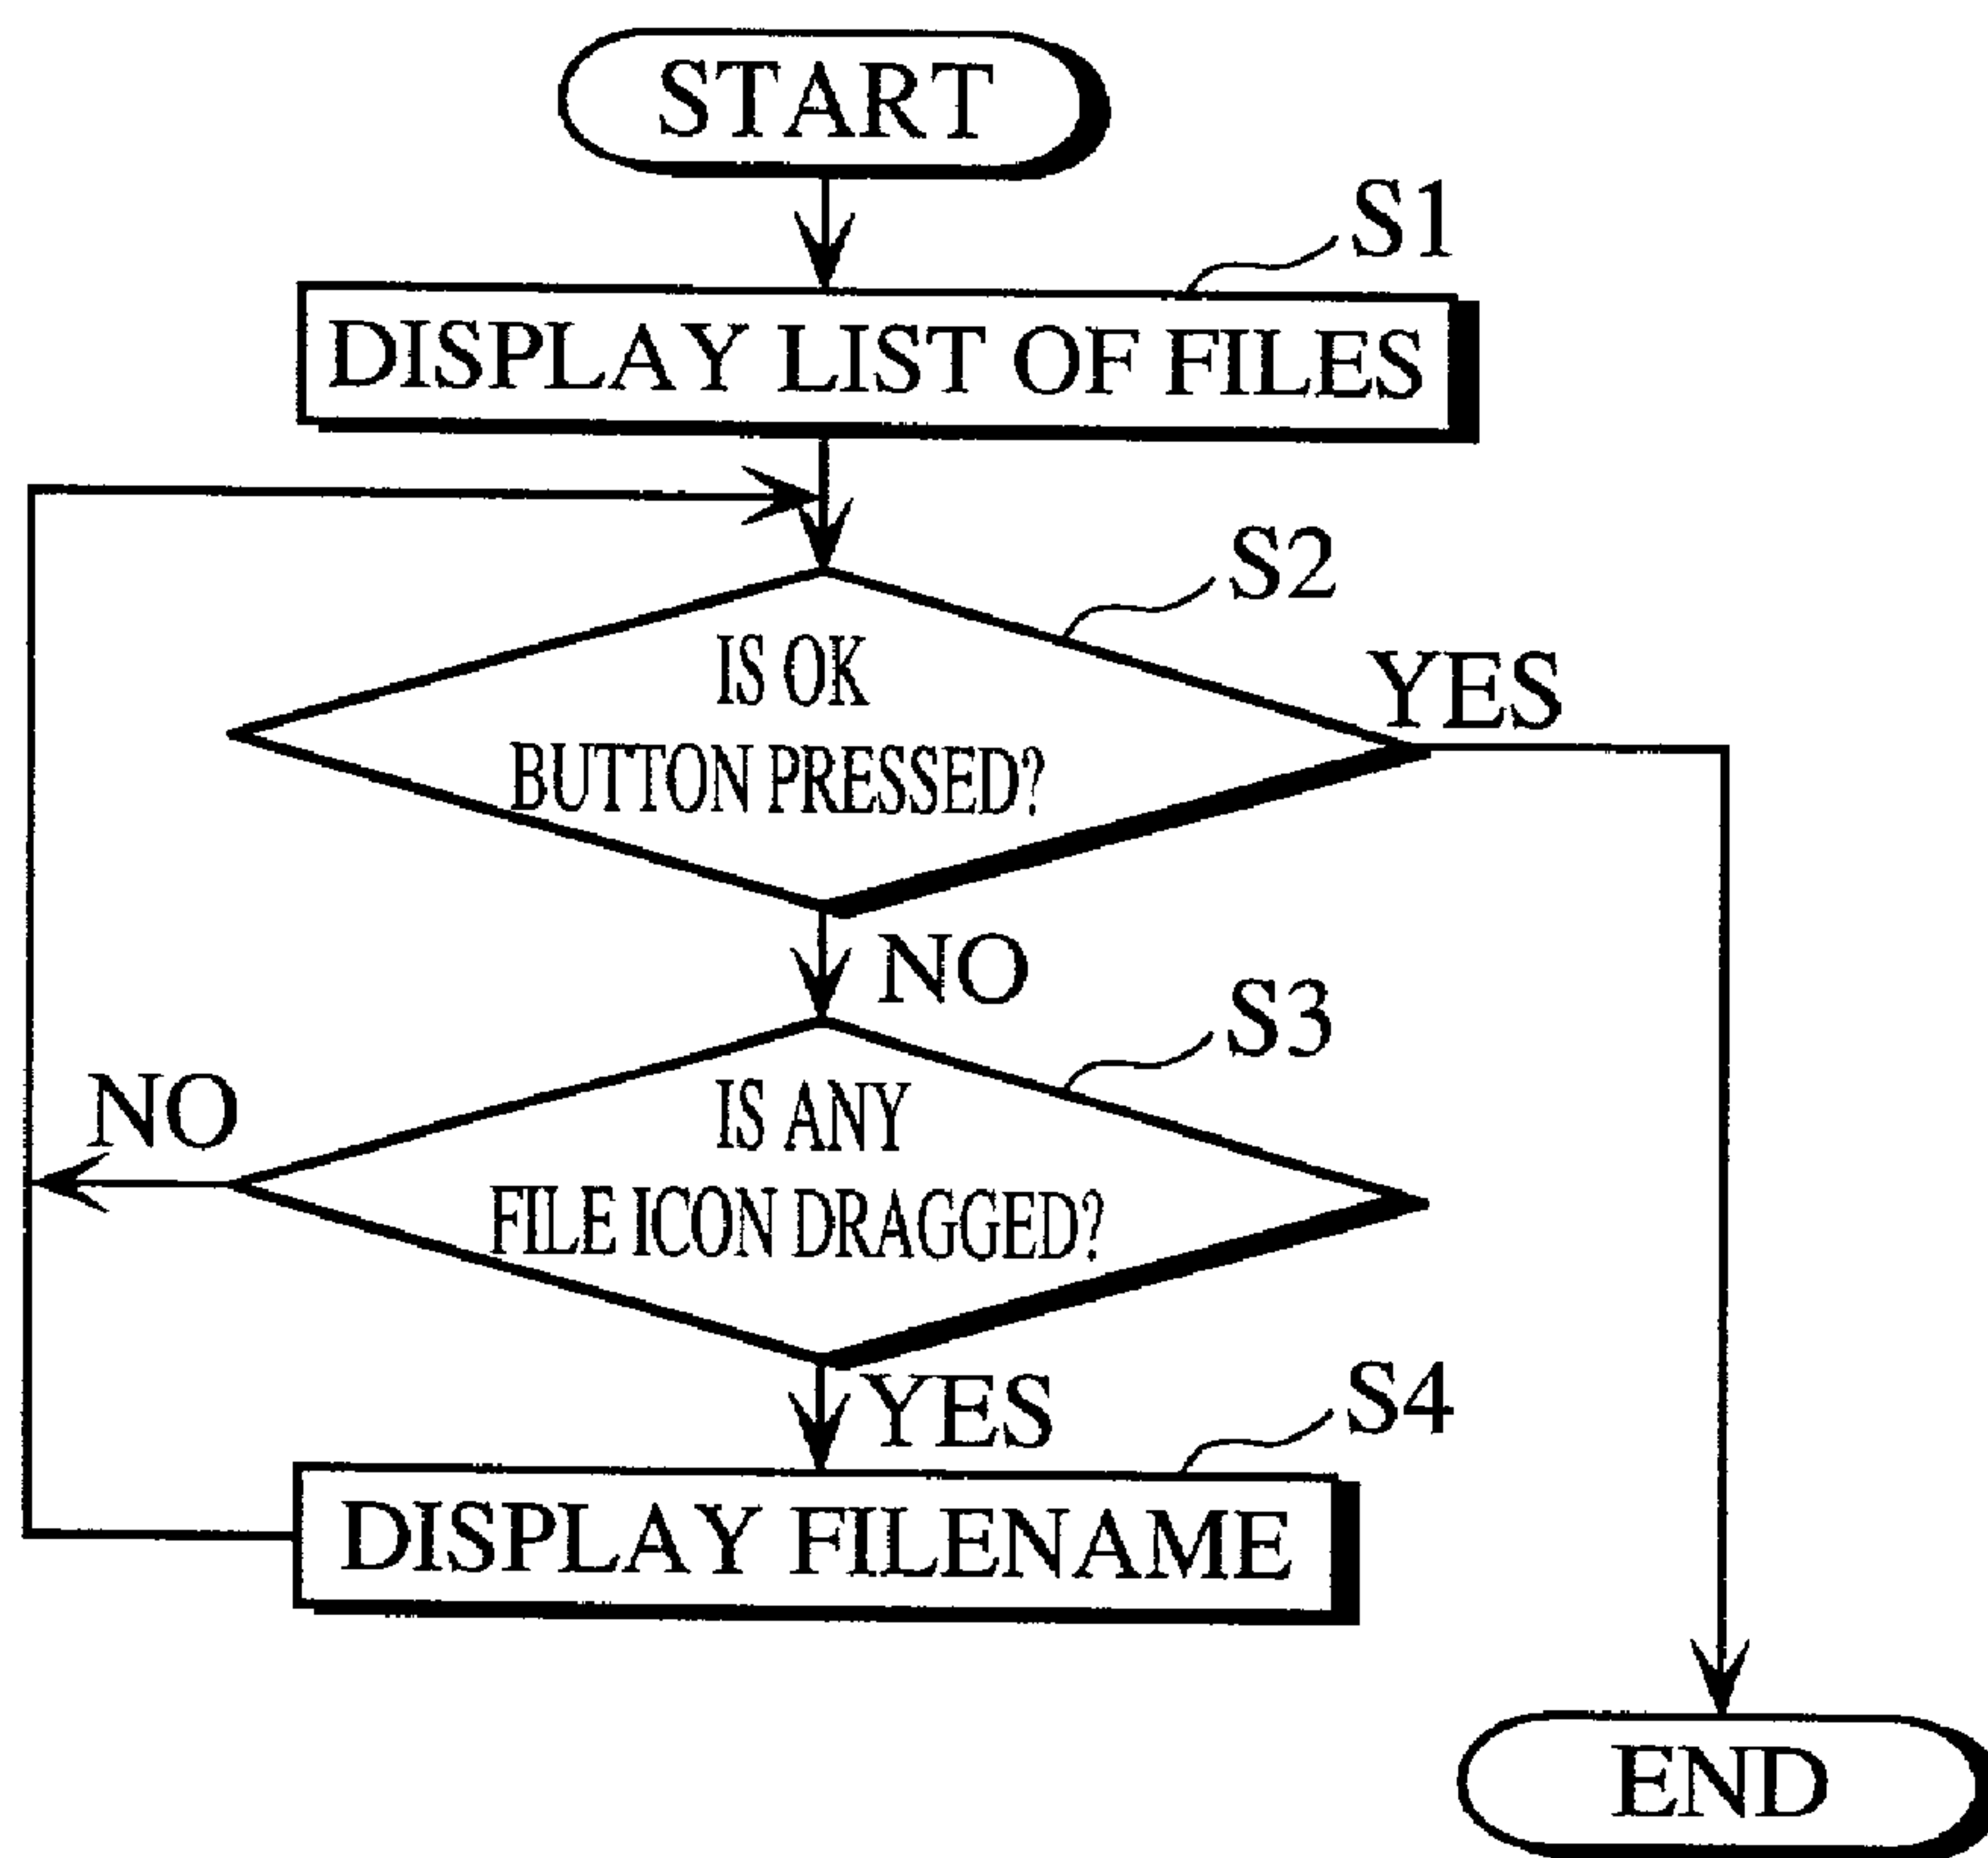 START
S1
DISPLAY LIST OF FILES
S2
IS OK
YES
BUTTON PRESSED?
NO
S3
NO
IS ANY
FILE ICON DRAGGED?
YES
S4
DISPLAY FILENAME
END